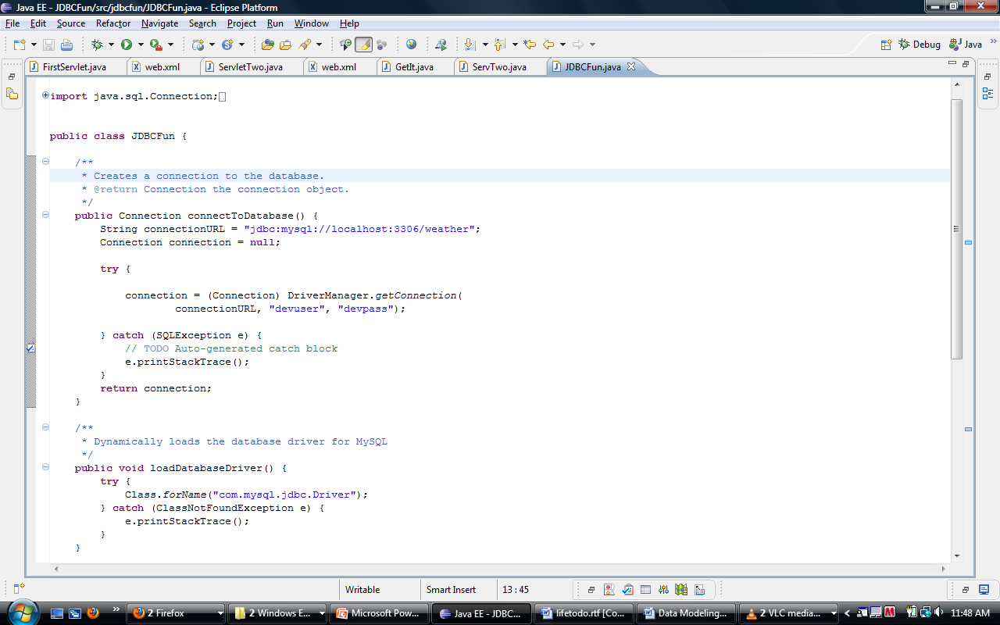 Java EE - JDBCFun/src/jdbcfun/JDBCFun.java - Eclipse Platform
File Edit Source Refactor Navigate Search Project Run Window Help
Debug Java
FirstServlet.java web.xml ServletTwo.java web.xml GetIt.java ServTwo.java JDBCFun.java
import java.sql.Connection;
public class JDBCFun {
/**
* Creates a connection to the database.
* @return Connection the connection object.
*/
public Connection connectToDatabase() {
String connectionURL = "jdbc:mysql://localhost:3306/weather";
Connection connection = null;
try {
connection = (Connection) DriverManager.getConnection(
connectionURL, "devuser", "devpass");
} catch (SQLException e) {
// TODO Auto-generated catch block
e.printStackTrace();
}
return connection;
}
/**
* Dynamically loads the database driver for MySQL
*/
public void loadDatabaseDriver() {
try {
Class.forName("com.mysql.jdbc.Driver");
} catch (ClassNotFoundException e) {
e.printStackTrace();
}
}
Writable Smart Insert 13 : 45
2 Firefox 2 Windows E... Microsoft Pow... Java EE - JDBC... lifetodo.rtf [Co... Data Modeling... 2 VLC media... 11:48 AM